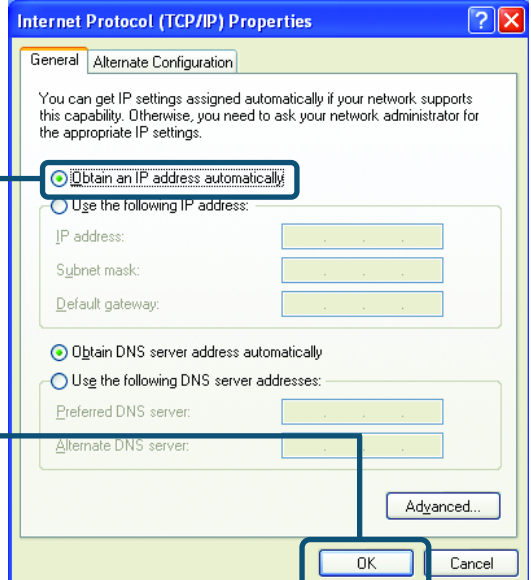 Internet Protocol (TCP/IP) Properties
General
Alternate Configuration
You can get IP settings assigned automatically if your network supports
this capability. Otherwise, you need to ask your network administrator for
the appropriate IP settings.
Obtain an IP address automatically
Use the following IP address:
IP address:
Subnet mask:
Default gateway:
Obtain DNS server address automatically
Use the following DNS server addresses:
Preferred DNS server:
Alternate DNS server:
Advanced...
OK
Cancel